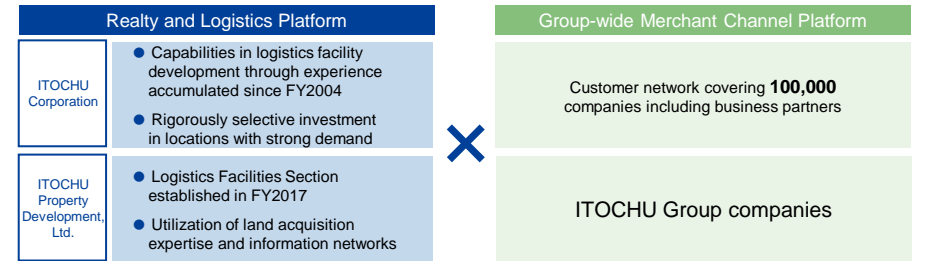 Realty and Logistics Platform
ITOCHU
Corporation
● Capabilities in logistics facility
development through experience
accumulated since FY2004
● Rigorously selective investment
in locations with strong demand
ITOCHU
Property
Development,
Ltd.
● Logistics Facilities Section
established in FY2017
● Utilization of land acquisition
expertise and information networks
×
Group-wide Merchant Channel Platform
Customer network covering 100,000
companies including business partners
ITOCHU Group companies